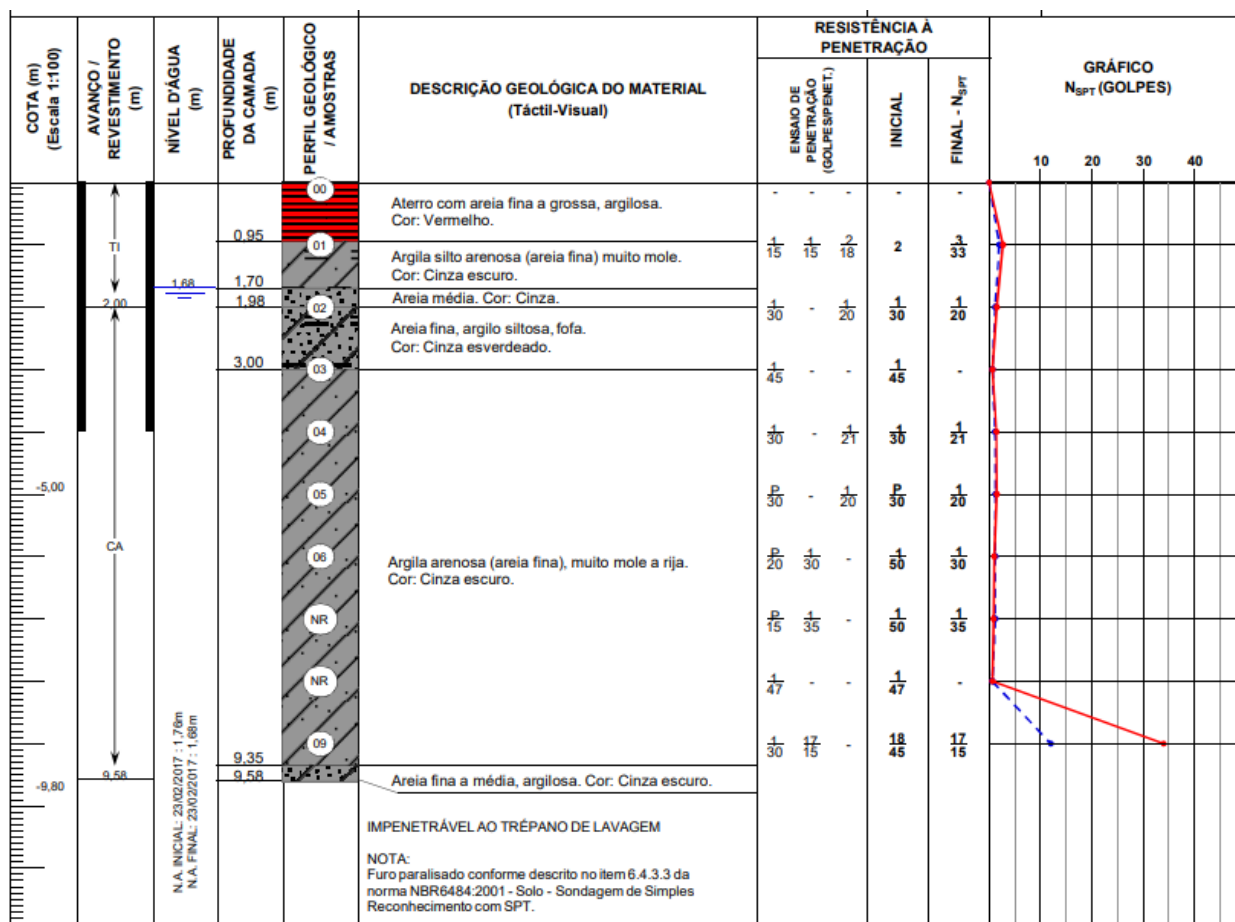 COTA (m)
(Escala 1:100)
AVANÇO /
REVESTIMENTO
(m)
NÍVEL D'ÁGUA
(m)
PROFUNDIDADE
DA CAMADA
(m)
PERFIL GEOLÓGICO
/ AMOSTRAS
DESCRIÇÃO GEOLÓGICA DO MATERIAL
(Táctil-Visual)
RESISTÊNCIA À
PENETRAÇÃO
ENSAIO DE
PENETRAÇÃO
(GOLPES/PENET.)
INICIAL
FINAL - NSPT
GRÁFICO
NSPT (GOLPES)
10 20 30 40
00
Aterro com areia fina a grossa, argilosa.
Cor: Vermelho.
- - - - -
TI
0,95
01
Argila silto arenosa (areia fina) muito mole.
Cor: Cinza escuro.
1/15 1/15 2/18 2 3/33
1,68
1,70
Areia média. Cor: Cinza.
2,00
1,98
02
1/30 - 1/20 1/30 1/20
Areia fina, argilo siltosa, fofa.
Cor: Cinza esverdeado.
3,00
03
1/45 - - 1/45 -
04
1/30 - 1/21 1/30 1/21
-5,00
05
P/30 - 1/20 P/30 1/20
CA
06
Argila arenosa (areia fina), muito mole a rija.
Cor: Cinza escuro.
P/20 1/30 - 1/50 1/30
NR
P/15 1/35 - 1/50 1/35
NR
1/47 - - 1/47 -
09
1/30 17/15 - 18/45 17/15
9,35
9,58
9,58
-9,80
Areia fina a média, argilosa. Cor: Cinza escuro.
N.A. INICIAL: 23/02/2017 : 1,76m
N.A. FINAL: 23/02/2017 : 1,68m
IMPENETRÁVEL AO TRÉPANO DE LAVAGEM
NOTA:
Furo paralisado conforme descrito no item 6.4.3.3 da
norma NBR6484:2001 - Solo - Sondagem de Simples
Reconhecimento com SPT.